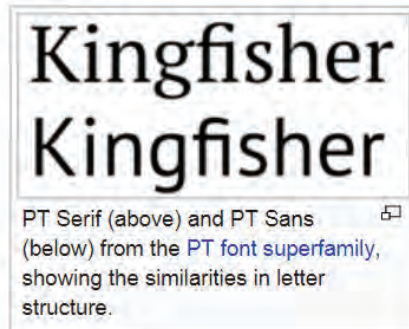 Kingfisher
Kingfisher
PT Serif (above) and PT Sans
(below) from the PT font superfamily,
showing the similarities in letter
structure.